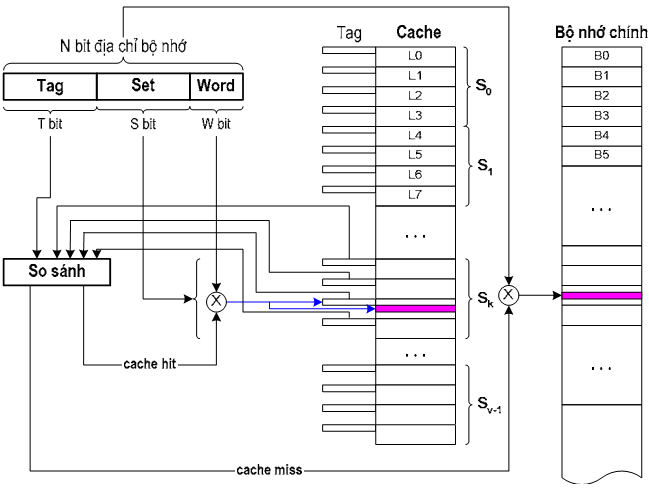 N bit địa chỉ bộ nhớ
Tag Set Word
T bit S bit W bit
So sánh
cache hit
cache miss
Tag
Cache
L0
L1
L2
L3
L4
L5
L6
L7
. . .
. . .
S0
S1
Sk
Sv-1
X
X
Bộ nhớ chính
B0
B1
B2
B3
B4
B5
. . .
. . .